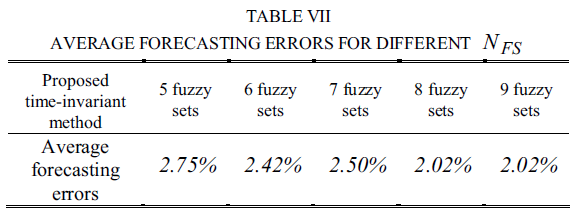 TABLE VII
AVERAGE FORECASTING ERRORS FOR DIFFERENT N_FS
Proposed time-invariant method 5 fuzzy sets 6 fuzzy sets 7 fuzzy sets 8 fuzzy sets 9 fuzzy sets
Average forecasting errors 2.75% 2.42% 2.50% 2.02% 2.02%